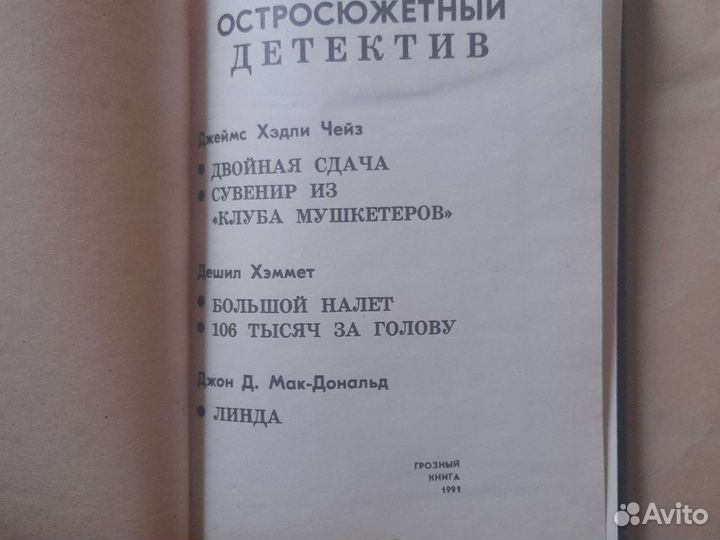 ОСТРОСЮЖЕТНЫЙ
ДЕТЕКТИВ
Джеймс Хэдли Чейз
• ДВОЙНАЯ СДАЧА
• СУВЕНИР ИЗ
«КЛУБА МУШКЕТЕРОВ»
Дешил Хэммет
• БОЛЬШОЙ НАЛЕТ
• 106 ТЫСЯЧ ЗА ГОЛОВУ
Джон Д. Мак-Дональд
• ЛИНДА
ГРОЗНЫЙ
КНИГА
1991
Avito